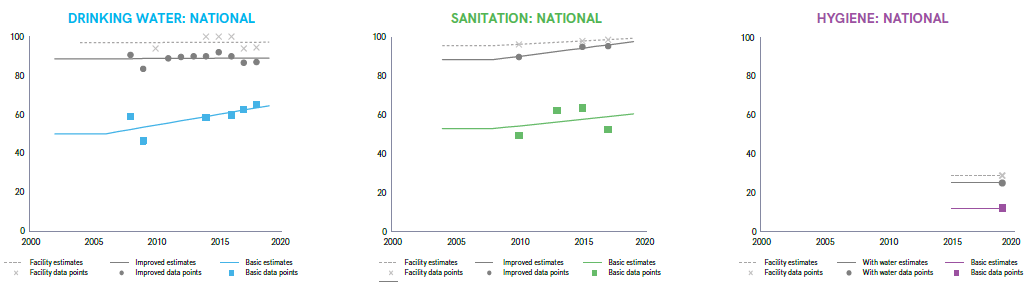 DRINKING WATER: NATIONAL
100
80
60
40
20
0
2000 2005 2010 2015 2020
Facility estimates Improved estimates Basic estimates
Facility data points Improved data points Basic data points
SANITATION: NATIONAL
100
80
60
40
20
0
2000 2005 2010 2015 2020
Facility estimates Improved estimates Basic estimates
Facility data points Improved data points Basic data points
HYGIENE: NATIONAL
100
80
60
40
20
0
2000 2005 2010 2015 2020
Facility estimates With water estimates Basic estimates
Facility data points With water data points Basic data points